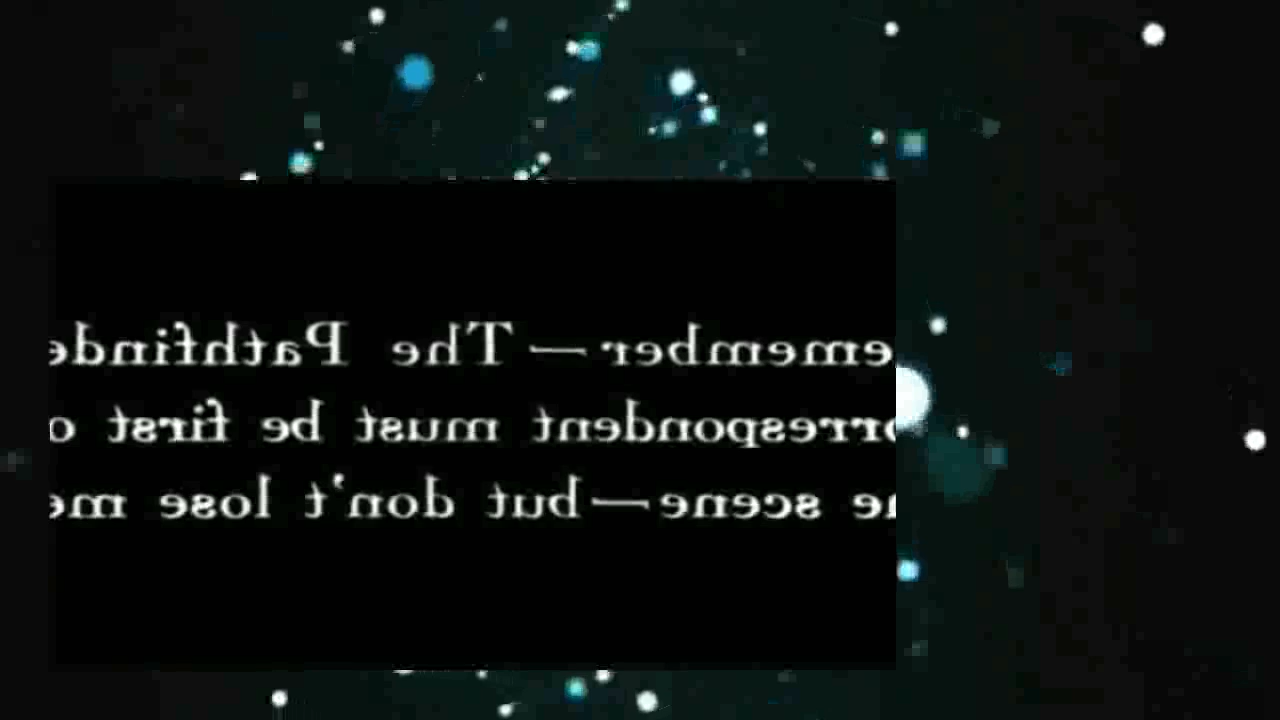 emember—The Pathfinde
orrespondent must be first o
e scene—but don't lose me